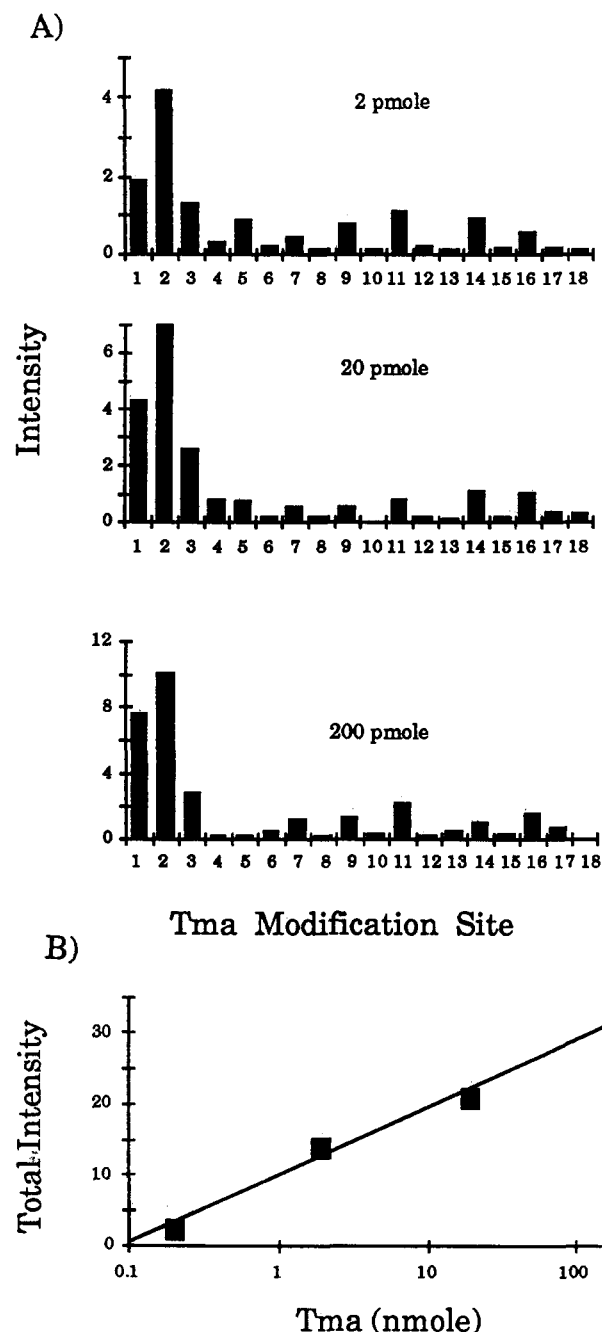 A)
2 pmole
4
2
0
1 2 3 4 5 6 7 8 9 10 11 12 13 14 15 16 17 18
20 pmole
6
4
2
0
1 2 3 4 5 6 7 8 9 10 11 12 13 14 15 16 17 18
Intensity
12
8
4
0
200 pmole
1 2 3 4 5 6 7 8 9 10 11 12 13 14 15 16 17 18
Tma Modification Site
B)
30
20
10
0
Total Intensity
0.1 1 10 100
Tma (nmole)